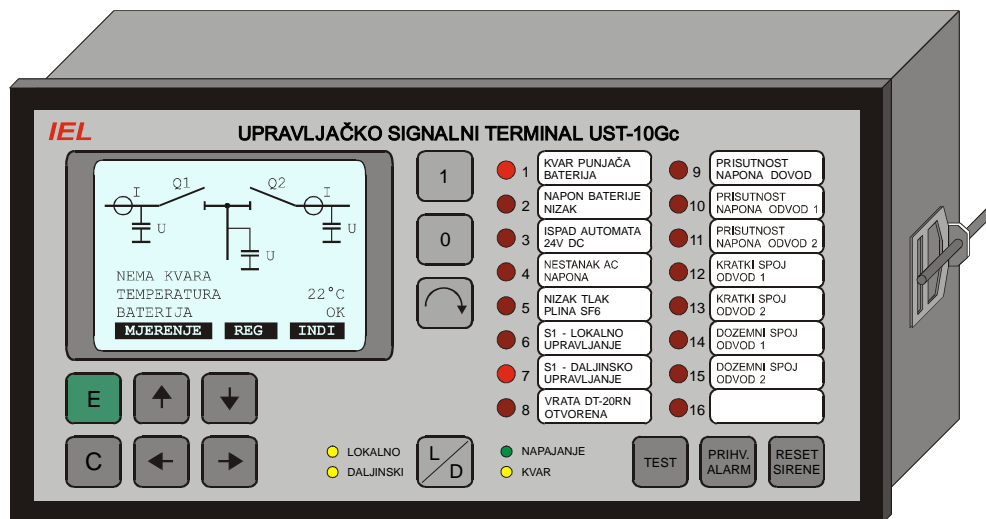 IEL
UPRAVLJAČKO SIGNALNI TERMINAL UST-10Gc
I Q1 Q2 I
U U
U
NEMA KVARA
TEMPERATURA 22°C
BATERIJA OK
MJERENJE REG INDI
1
0
1 KVAR PUNJAČA
BATERIJA
2 NAPON BATERIJE
NIZAK
3 ISPAD AUTOMATA
24V DC
4 NESTANAK AC
NAPONA
5 NIZAK TLAK
PLINA SF6
6 S1 - LOKALNO
UPRAVLJANJE
7 S1 - DALJINSKO
UPRAVLJANJE
8 VRATA DT-20RN
OTVORENA
9 PRISUTNOST
NAPONA DOVOD
10 PRISUTNOST
NAPONA ODVOD 1
11 PRISUTNOST
NAPONA ODVOD 2
12 KRATKI SPOJ
ODVOD 1
13 KRATKI SPOJ
ODVOD 2
14 DOZEMNI SPOJ
ODVOD 1
15 DOZEMNI SPOJ
ODVOD 2
16
E
C
LOKALNO
DALJINSKI
L/D
NAPAJANJE
KVAR
TEST
PRIHV.
ALARM
RESET
SIRENE